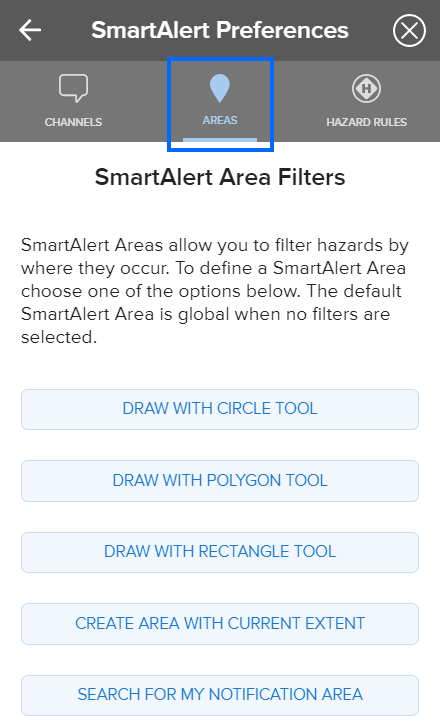 SmartAlert Preferences
CHANNELS
AREAS
H
HAZARD RULES
SmartAlert Area Filters
SmartAlert Areas allow you to filter hazards by
where they occur. To define a SmartAlert Area
choose one of the options below. The default
SmartAlert Area is global when no filters are
selected.
DRAW WITH CIRCLE TOOL
DRAW WITH POLYGON TOOL
DRAW WITH RECTANGLE TOOL
CREATE AREA WITH CURRENT EXTENT
SEARCH FOR MY NOTIFICATION AREA